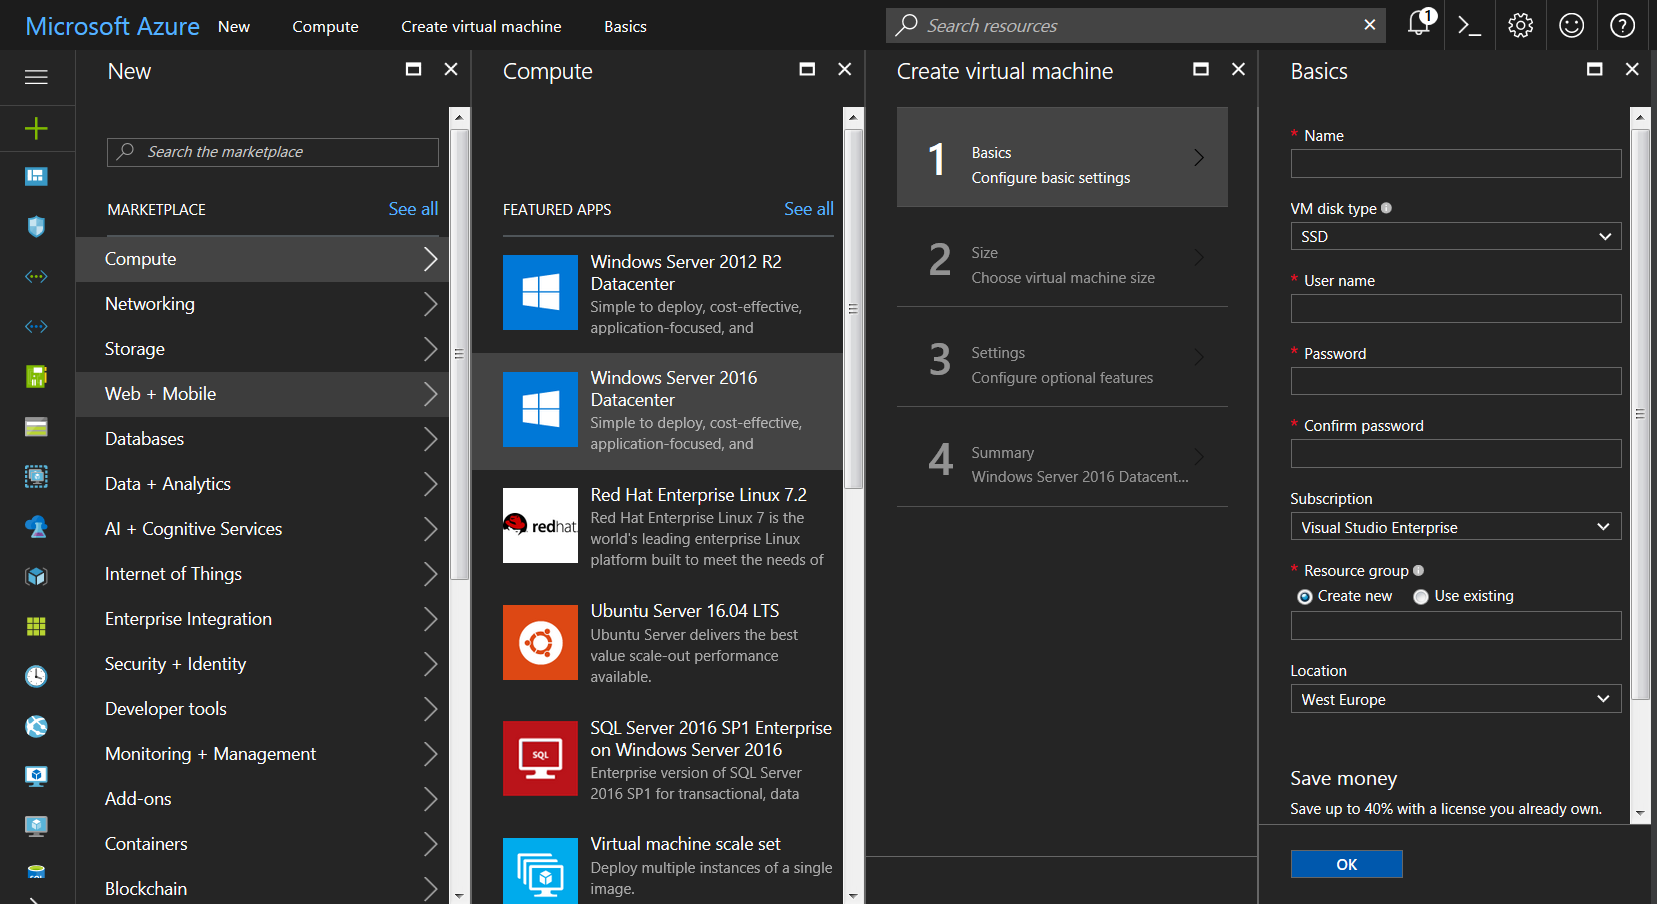 Microsoft Azure New Compute Create virtual machine Basics Search resources 1
New
Search the marketplace
MARKETPLACE See all
Compute
Networking
Storage
Web + Mobile
Databases
Data + Analytics
AI + Cognitive Services
Internet of Things
Enterprise Integration
Security + Identity
Developer tools
Monitoring + Management
Add-ons
Containers
Blockchain
Compute
FEATURED APPS See all
Windows Server 2012 R2
Datacenter
Simple to deploy, cost-effective,
application-focused, and
Windows Server 2016
Datacenter
Simple to deploy, cost-effective,
application-focused, and
redhat.
Red Hat Enterprise Linux 7.2
Red Hat Enterprise Linux 7 is the
world's leading enterprise Linux
platform built to meet the needs of
Ubuntu Server 16.04 LTS
Ubuntu Server delivers the best
value scale-out performance
available.
SQL
SQL Server 2016 SP1 Enterprise
on Windows Server 2016
Enterprise version of SQL Server
2016 SP1 for transactional, data
Virtual machine scale set
Deploy multiple instances of a single
image.
Create virtual machine
1 Basics
Configure basic settings
2 Size
Choose virtual machine size
3 Settings
Configure optional features
4 Summary
Windows Server 2016 Datacent...
Basics
* Name
VM disk type
SSD
* User name
* Password
* Confirm password
Subscription
Visual Studio Enterprise
* Resource group
Create new Use existing
Location
West Europe
Save money
Save up to 40% with a license you already own.
OK